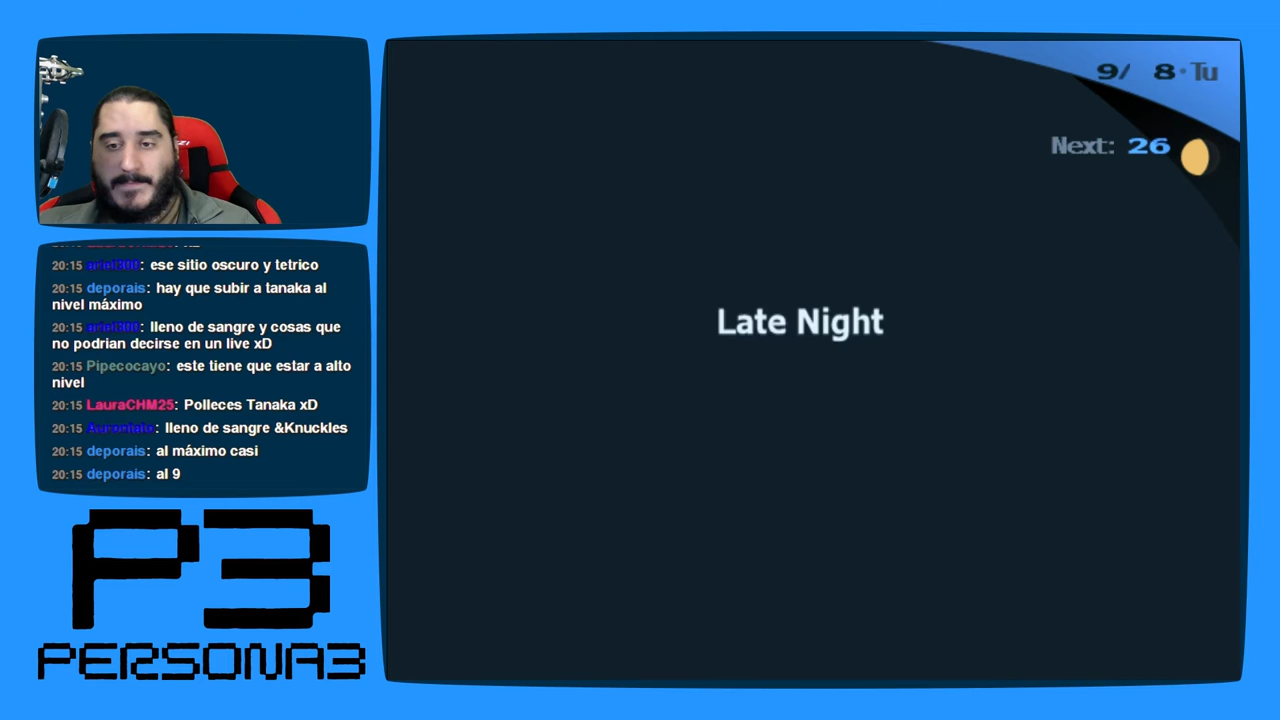 9/ 8·Tu
Next: 26
Late Night
20:15 ariel300: ese sitio oscuro y tetrico
20:15 deporais: hay que subir a tanaka al
nivel máximo
20:15 ariel300: lleno de sangre y cosas que
no podrian decirse en un live xD
20:15 Pipecocayo: este tiene que estar a alto
nivel
20:15 LauraCHM25: Polleces Tanaka xD
20:15 lleno de sangre &Knuckles
20:15 deporais: al máximo casi
20:15 deporais: al 9
P3
PERSONA3